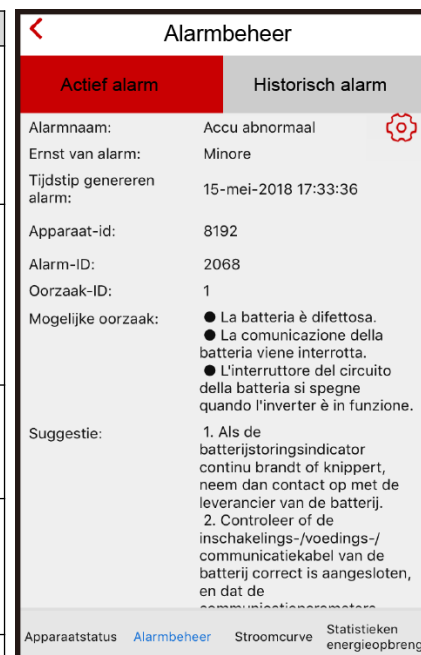 Alarmbeheer
Actief alarm
Historisch alarm
Alarmnaam: Accu abnormaal
Ernst van alarm: Minore
Tijdstip genereren
alarm: 15-mei-2018 17:33:36
Apparaat-id: 8192
Alarm-ID: 2068
Oorzaak-ID: 1
Mogelijke oorzaak: ● La batteria è difettosa.
● La comunicazione della
batteria viene interrotta.
● L'interruttore del circuito
della batteria si spegne
quando l'inverter è in funzione.
Suggestie: 1. Als de
batterijstoringsindicator
continu brandt of knippert,
neem dan contact op met de
leverancier van de batterij.
2. Controleer of de
inschakelings-/voedings-/
communicatiekabel van de
batterij correct is aangesloten,
en dat de
Apparaatstatus Alarmbeheer Stroomcurve Statistieken
energieopbreng